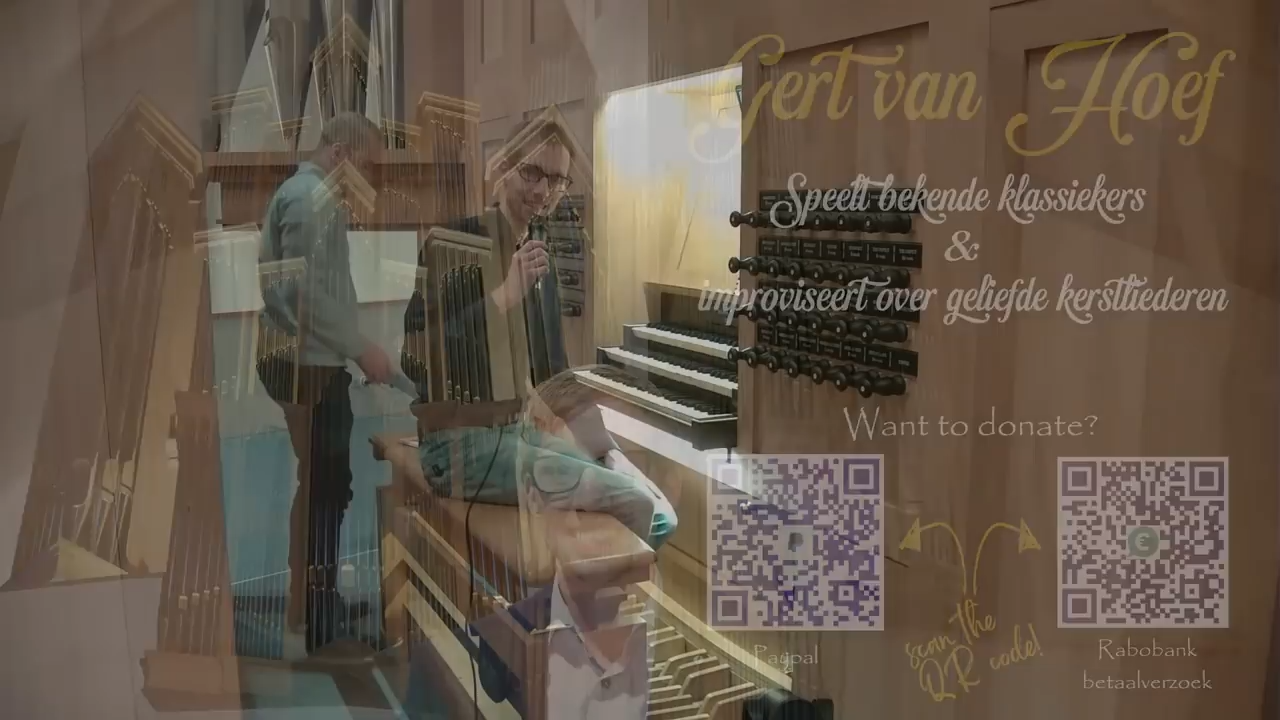 Gert van Hoef
Speelt bekende klassiekers
&
improviseert over geliefde kerstliederen
Want to donate?
scan the
QR code!
Paypal
Rabobank
betaalverzoek